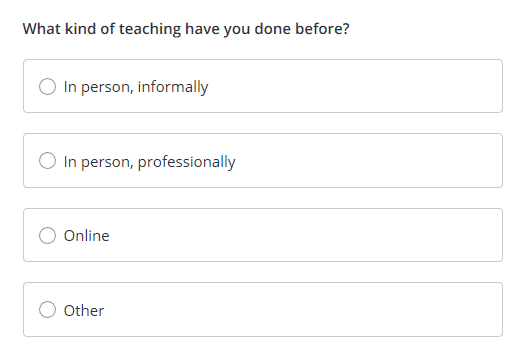 What kind of teaching have you done before?
In person, informally
In person, professionally
Online
Other